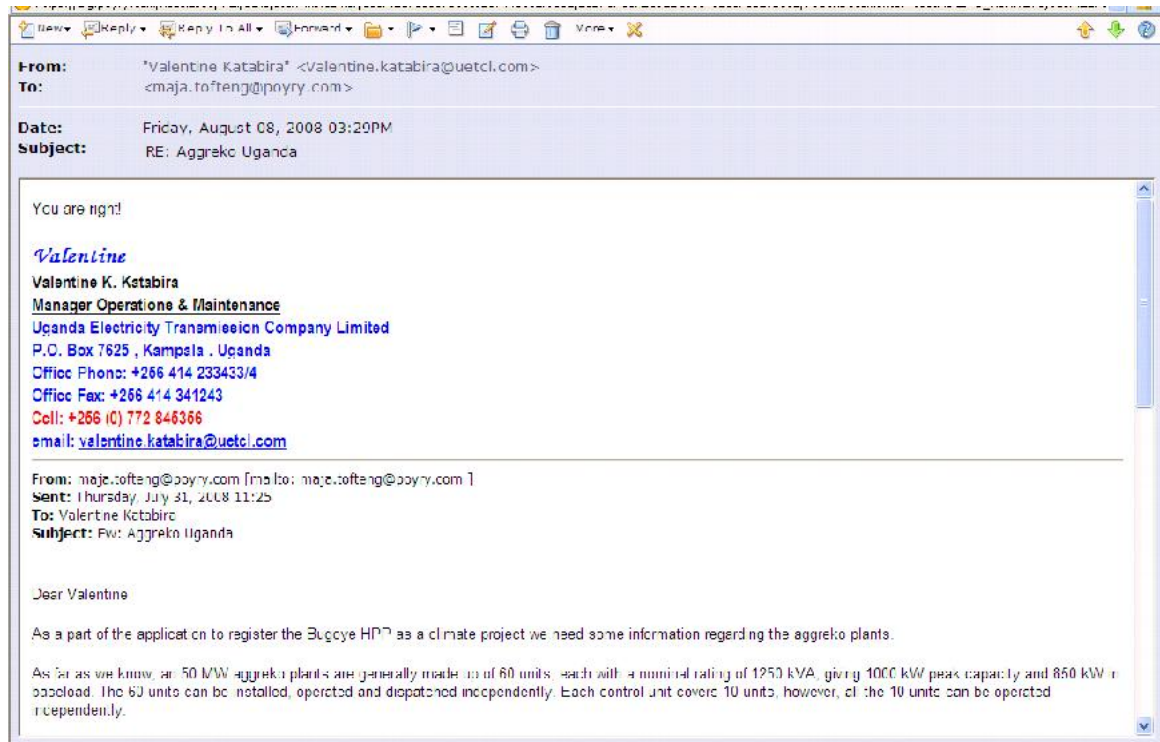 New Reply Reply To All Forward More
From: "Valentine Katabira" <Valentine.katabira@uetcl.com>
To: <maja.tofteng@poyry.com>
Date: Friday, August 08, 2008 03:29PM
Subject: RE: Aggreko Uganda
You are right!
Valentine
Valentine K. Katabira
Manager Operations & Maintenance
Uganda Electricity Transmission Company Limited
P.O. Box 7625 , Kampala . Uganda
Office Phone: +256 414 233433/4
Office Fax: +256 414 341243
Cell: +256 (0) 772
email: valentine.katabira@uetcl.com
From: maja.tofteng@poyry.com [mailto: maja.tofteng@poyry.com ]
Sent: Thursday, July 31, 2008 11:25
To: Valentine Katabira
Subject: Fw: Aggreko Uganda
Dear Valentine
As a part of the application to register the Bugoye HPP as a climate project we need some information regarding the aggreko plants.
As far as we know, an 50 MW aggreko plants are generally made up of 60 units, each with a nominal rating of 1250 kVA, giving 1000 kW peak capacity and 850 kW in
baseload. The 60 units can be installed, operated and dispatched independently. Each control unit covers 10 units, however, all the 10 units can be operated
independently.